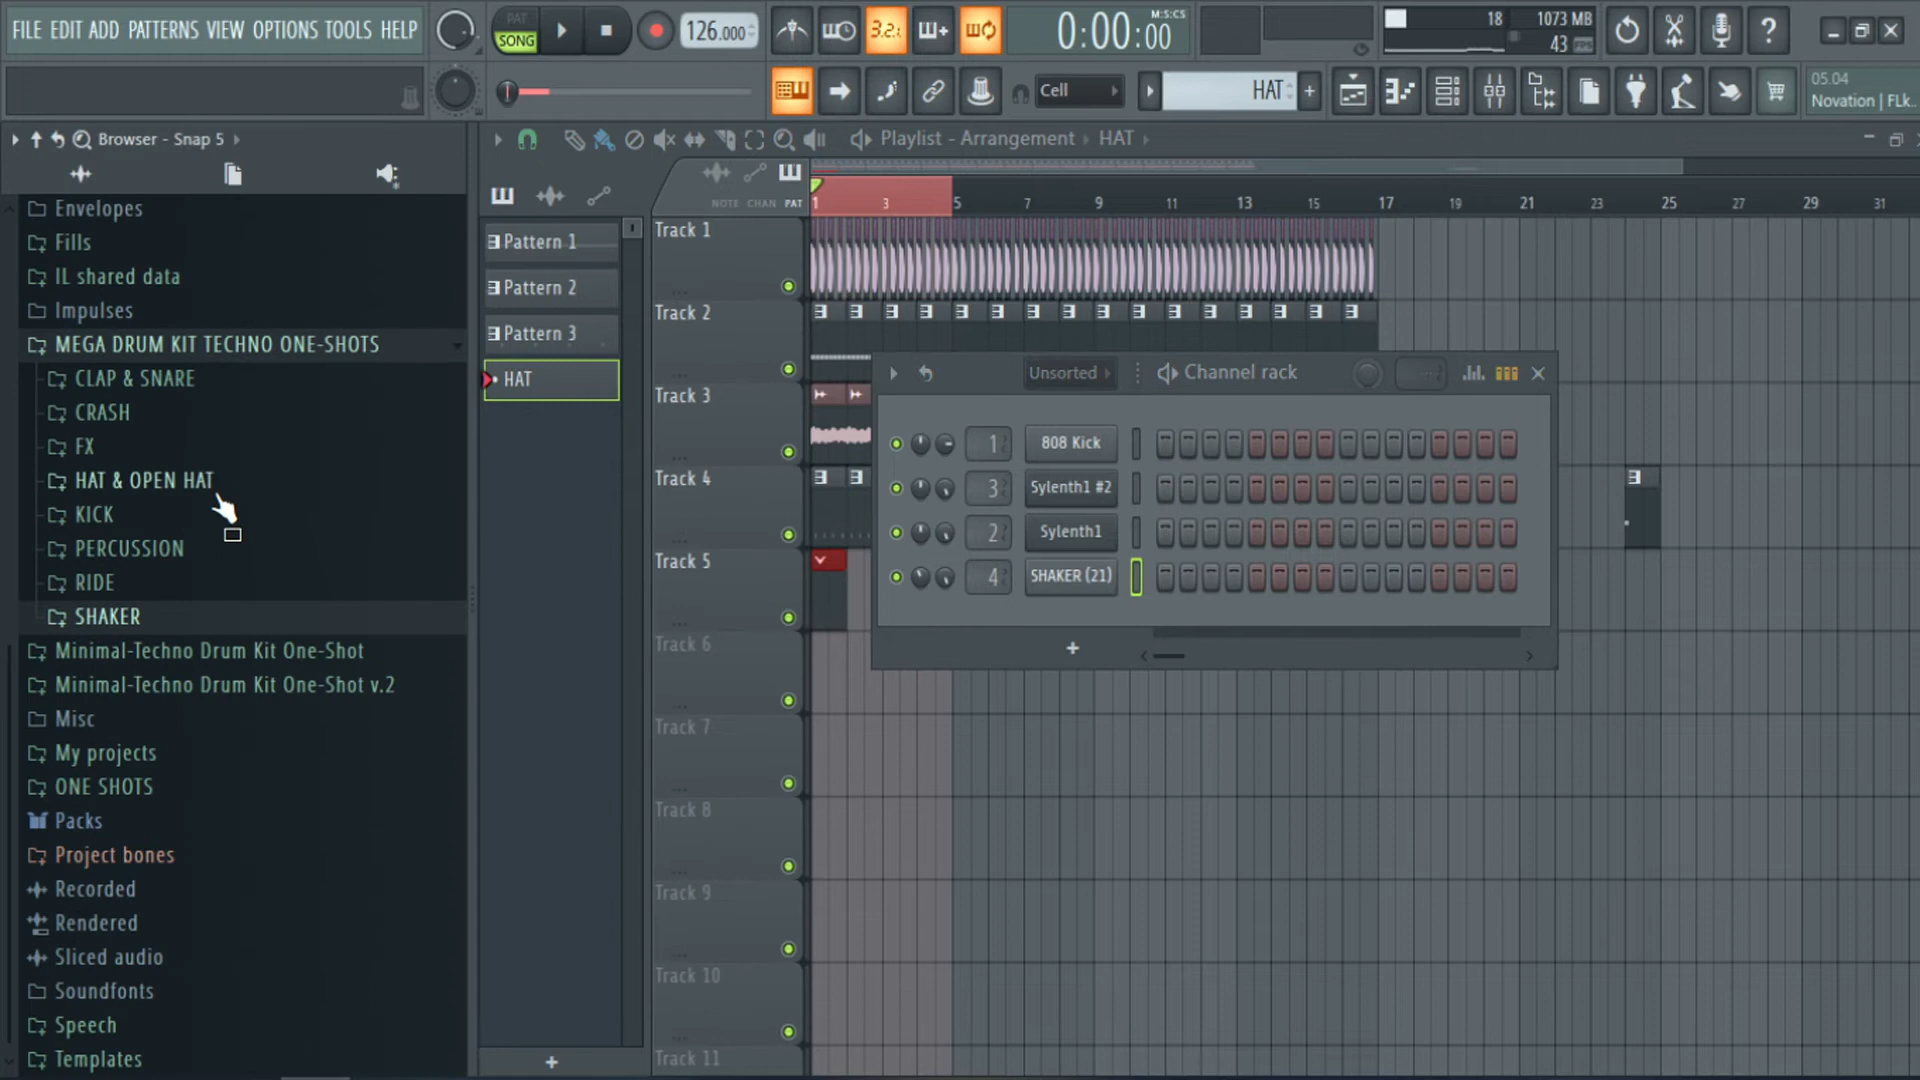 FILE EDIT ADD PATTERNS VIEW OPTIONS TOOLS HELP
PAT
SONG
126.000
3.2.
0:00:00
M:S:CS
18
1073 MB
43
Cell
HAT
05.04
Novation | FLk..
Browser - Snap 5
Playlist - Arrangement
HAT
NOTE CHAN PAT
1 3 5 7 9 11 13 15 17 19 21 23 25 27 29 31
Envelopes
Fills
IL shared data
Impulses
MEGA DRUM KIT TECHNO ONE-SHOTS
CLAP & SNARE
CRASH
FX
HAT & OPEN HAT
KICK
PERCUSSION
RIDE
SHAKER
Minimal-Techno Drum Kit One-Shot
Minimal-Techno Drum Kit One-Shot v.2
Misc
My projects
ONE SHOTS
Packs
Project bones
Recorded
Rendered
Sliced audio
Soundfonts
Speech
Templates
Pattern 1
Pattern 2
Pattern 3
HAT
Track 1
Track 2
Track 3
Track 4
Track 5
Track 6
Track 7
Track 8
Track 9
Track 10
Track 11
Unsorted
Channel rack
1 808 Kick
3 Sylenth1 #2
2 Sylenth1
4 SHAKER (21)